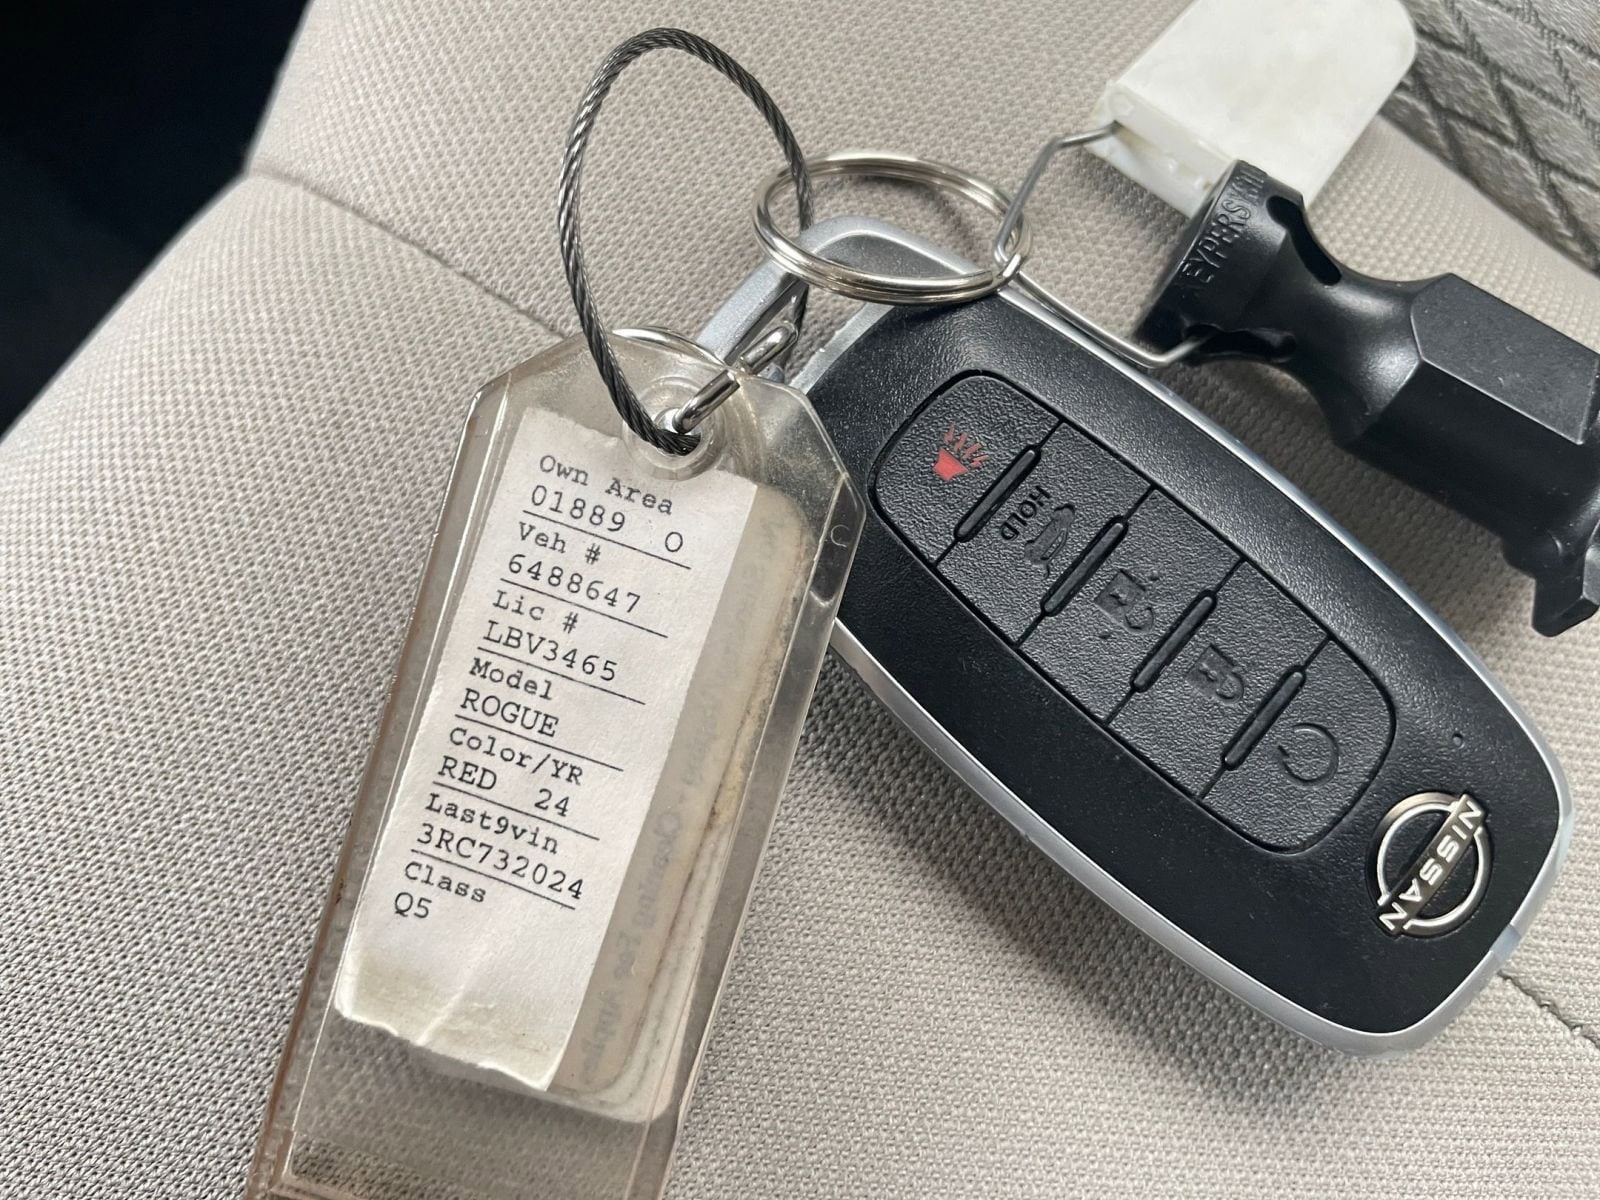 Own Area
01889 O
Veh #
6488647
Lic #
LBV3465
Model
ROGUE
Color/YR
RED 24
Last9vin
3RC732024
Class
Q5
HOLD
NISSAN